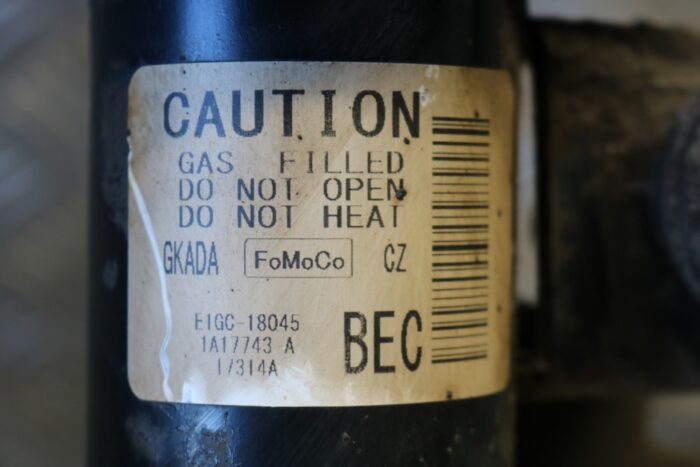 CAUTION
GAS FILLED
DO NOT OPEN
DO NOT HEAT
GKADA FoMoCo CZ
E1GC-18045 BEC
1A17743 A
17314A